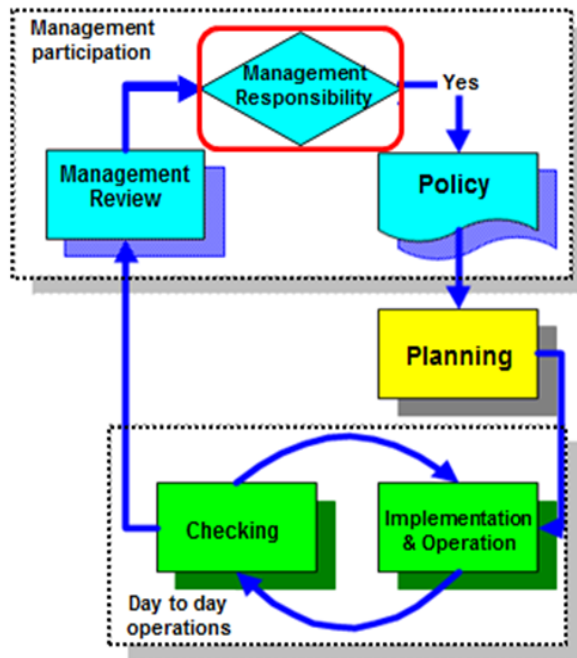 Management
participation
Management
Responsibility
Yes
Management
Review
Policy
Planning
Checking
Implementation
& Operation
Day to day
operations